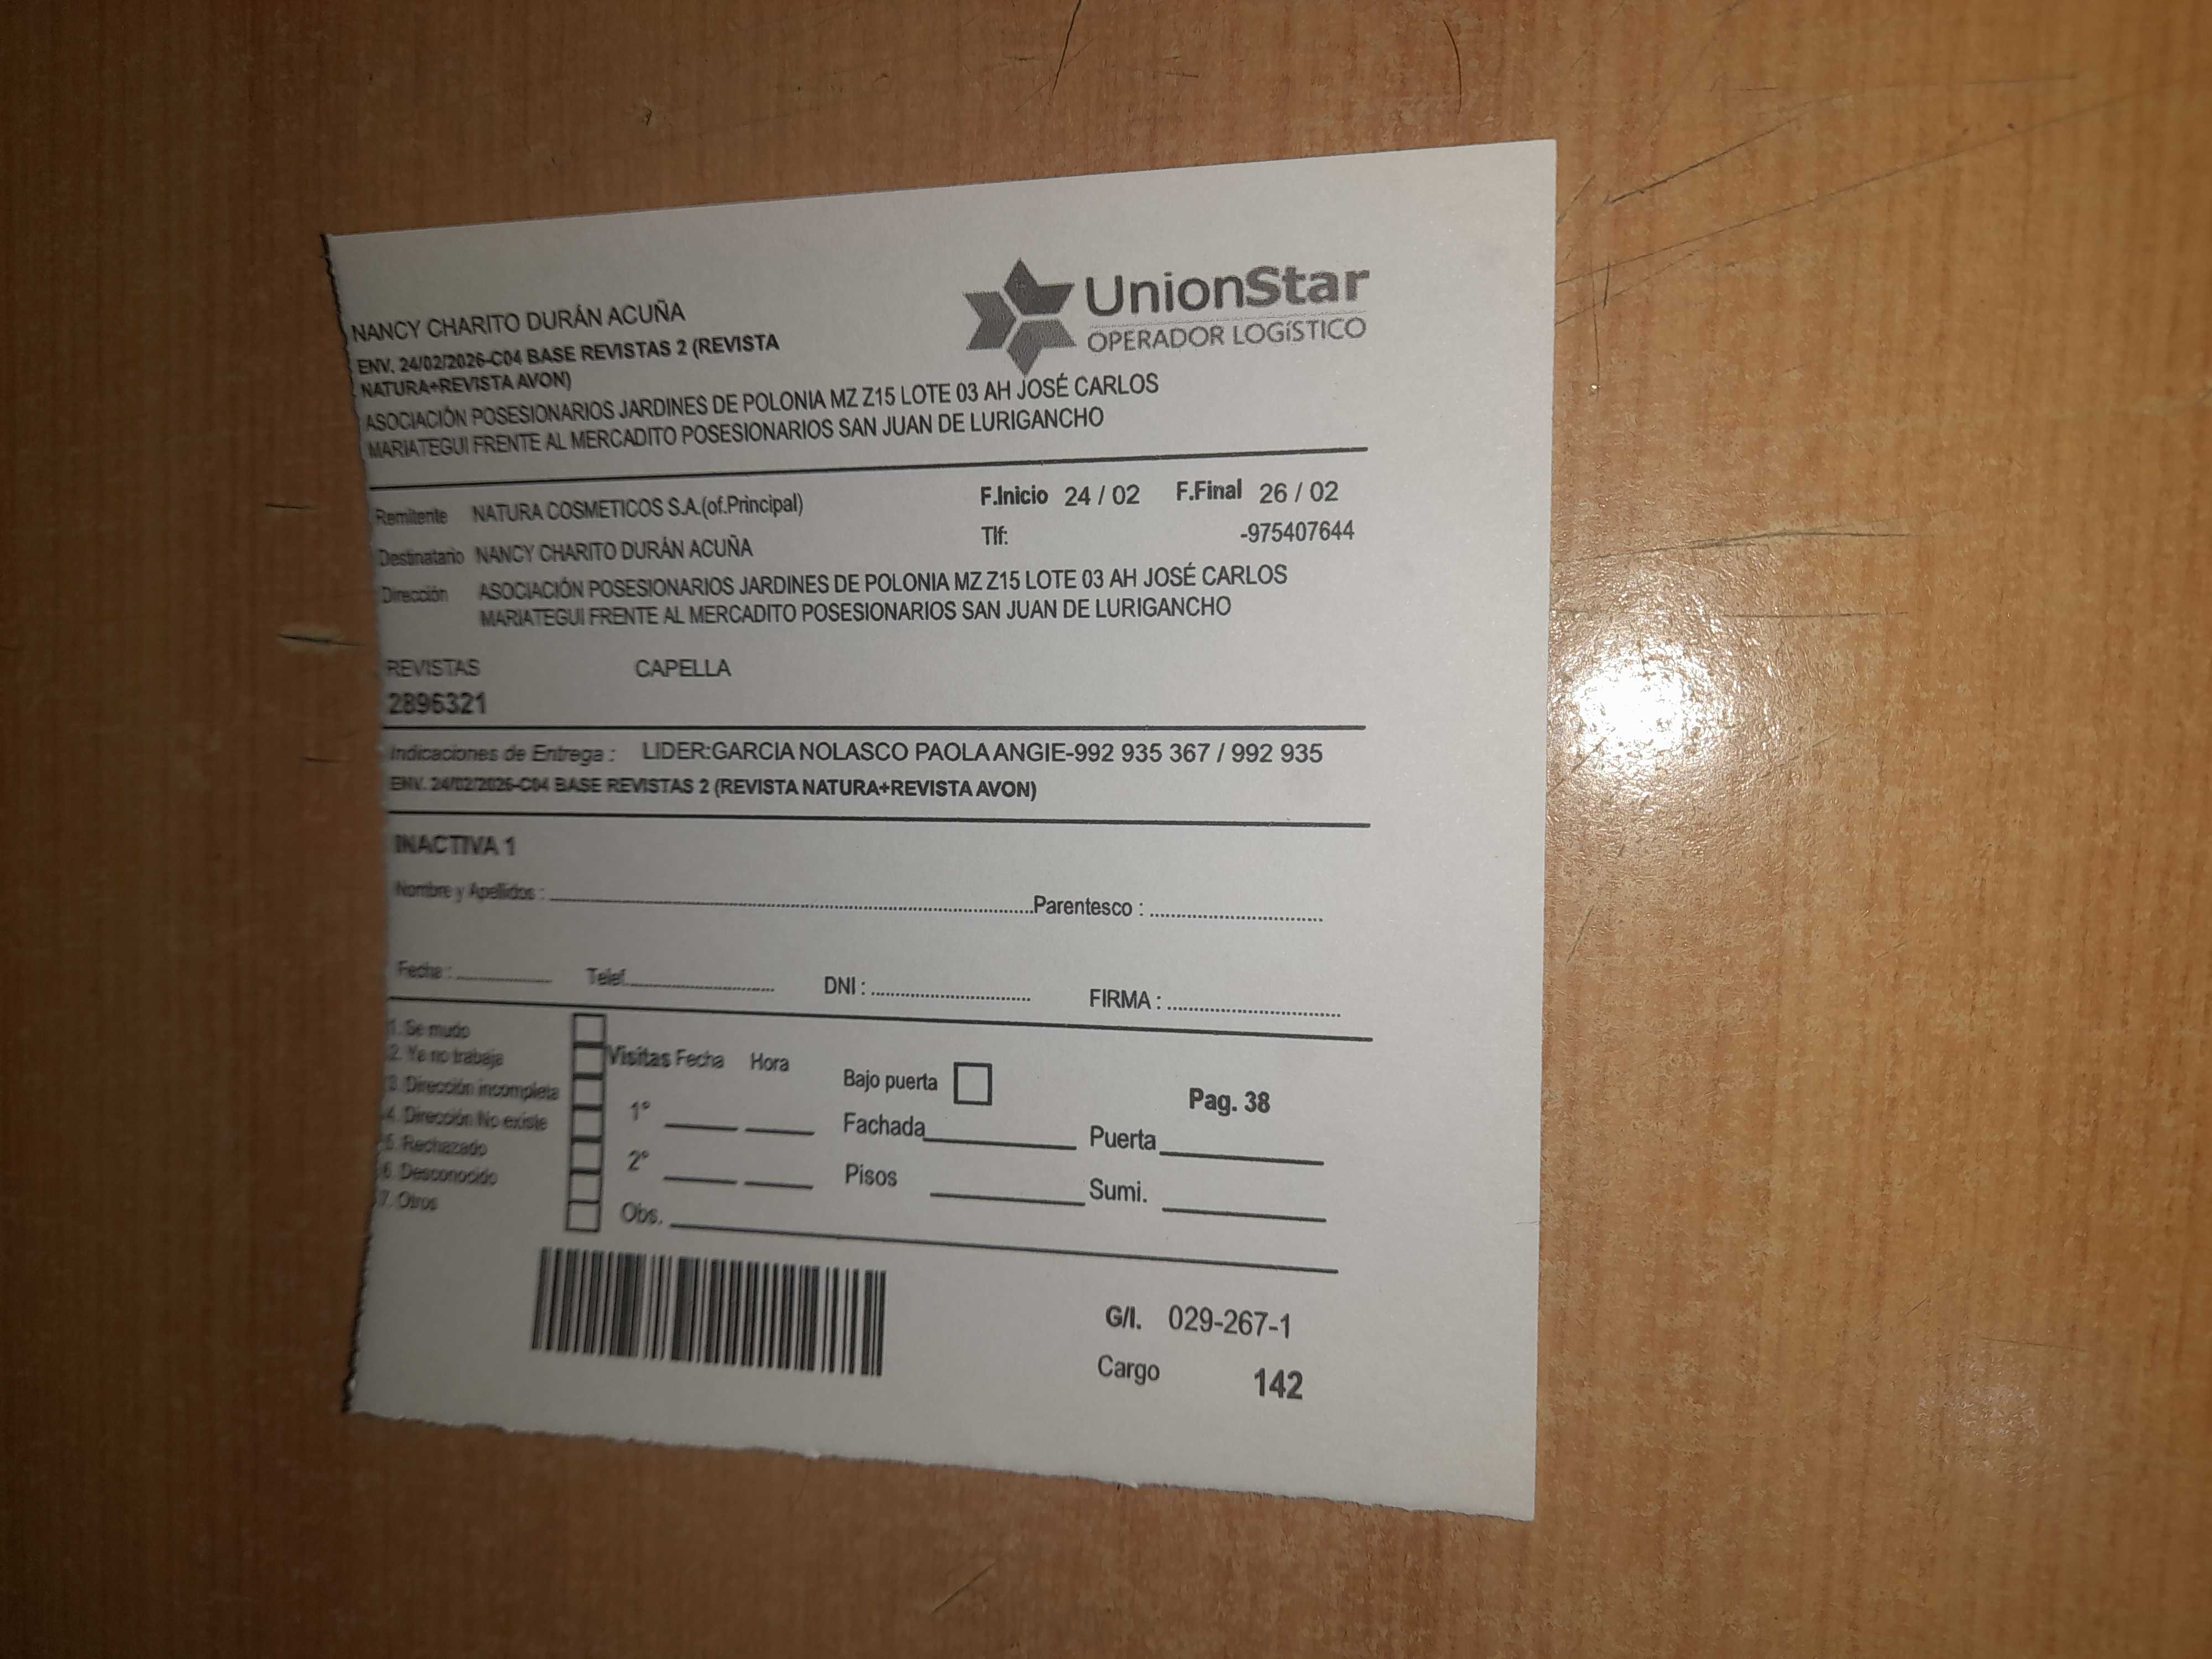 UnionStar
OPERADOR LOGíSTICO
NANCY CHARITO DURÁN ACUÑA
ENV. 24/02/2026-C04 BASE REVISTAS 2 (REVISTA
NATURA+REVISTA AVON)
ASOCIACIÓN POSESIONARIOS JARDINES DE POLONIA MZ Z15 LOTE 03 AH JOSÉ CARLOS
MARIATEGUI FRENTE AL MERCADITO POSESIONARIOS SAN JUAN DE LURIGANCHO
Remitente NATURA COSMETICOS S.A.(of.Principal) F.Inicio 24 / 02 F.Final 26 / 02
Tlf: -975407644
Destinatario NANCY CHARITO DURÁN ACUÑA
Dirección ASOCIACIÓN POSESIONARIOS JARDINES DE POLONIA MZ Z15 LOTE 03 AH JOSÉ CARLOS
MARIATEGUI FRENTE AL MERCADITO POSESIONARIOS SAN JUAN DE LURIGANCHO
REVISTAS CAPELLA
2896321
Indicaciones de Entrega : LIDER:GARCIA NOLASCO PAOLA ANGIE-992 935 367 / 992 935
ENV. 24/02/2026-C04 BASE REVISTAS 2 (REVISTA NATURA+REVISTA AVON)
INACTIVA 1
Nombre y Apellidos : Parentesco :
Fecha : Telef. DNI : FIRMA :
1. Se mudo
2. Ya no trabaja
3. Dirección incompleta
4. Dirección No existe
5. Rechazado
6. Desconocido
7. Otros
Visitas Fecha Hora
1°
2°
Obs.
Bajo puerta
Fachada
Pisos
Pag. 38
Puerta
Sumi.
G/I. 029-267-1
Cargo 142